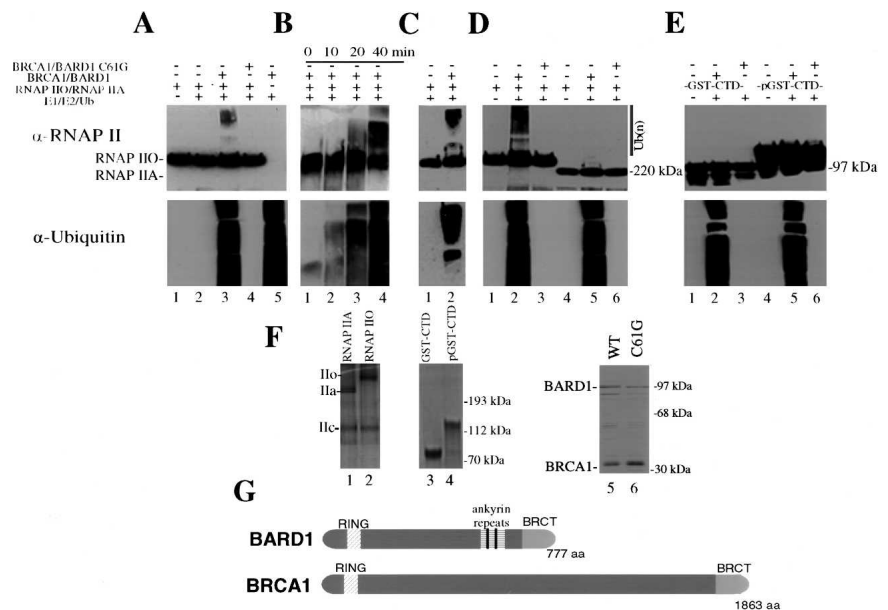 A B C D E
0 10 20 40 min
BRCA1/BARD1 C61G - - - - + -
BRCA1/BARD1 - - + - +
RNAP IIO/RNAP IIA + + + + -
E1/E2/Ub - + + + +
-GST-CTD- -pGST-CTD-
α-RNAP II
Ub(n)
RNAP IIO-
RNAP IIA-
-220 kDa
-97 kDa
α-Ubiquitin
1 2 3 4 5
1 2 3 4
1 2
1 2 3 4 5 6
1 2 3 4 5 6
F
RNAP IIA
RNAP IIO
GST-CTD
pGST-CTD
WT
C61G
IIo-
IIa-
IIc-
-193 kDa
-112 kDa
-70 kDa
BARD1-
BRCA1-
-97 kDa
-68 kDa
-30 kDa
1 2
3 4
5 6
G
RING
ankyrin
repeats
BRCT
BARD1
777 aa
RING
BRCT
BRCA1
1863 aa